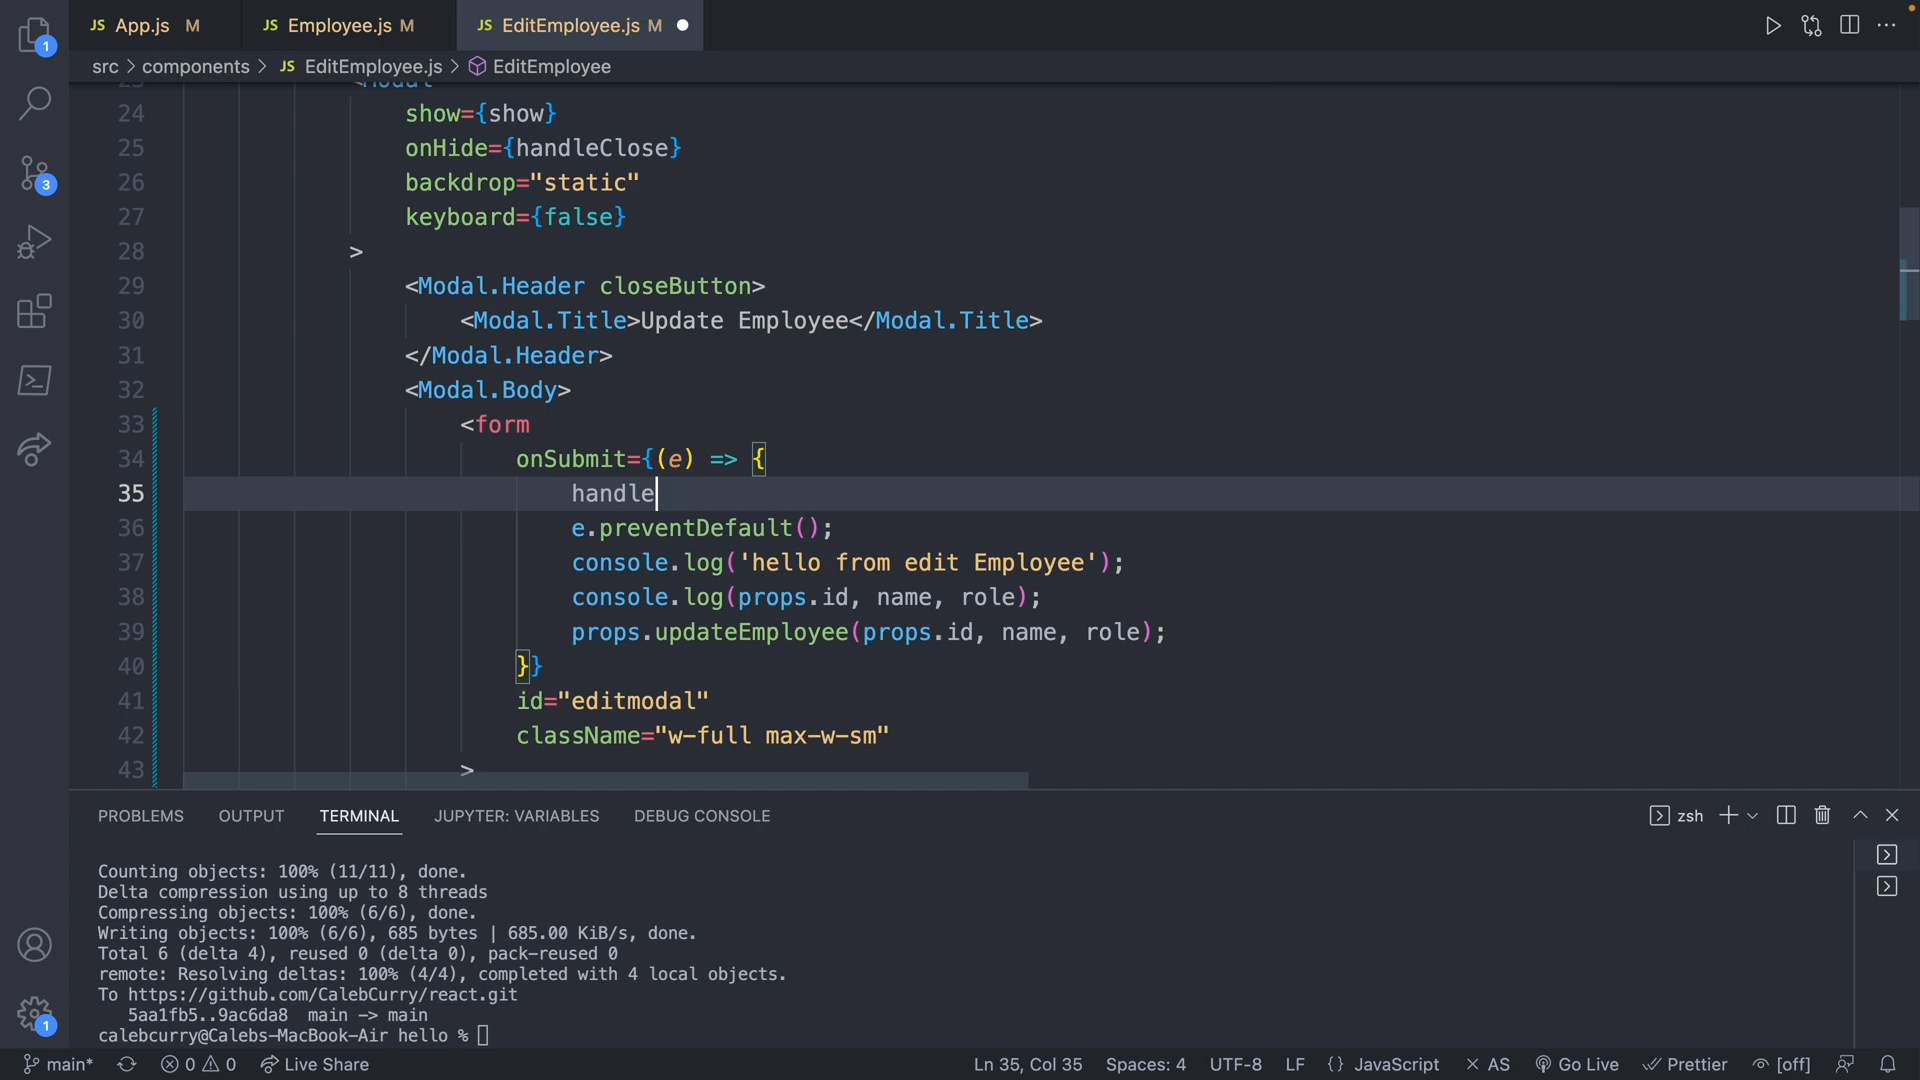 JS App.js M JS Employee.js M JS EditEmployee.js M
src > components > JS EditEmployee.js > EditEmployee
23 <Modal
24 show={show}
25 onHide={handleClose}
26 backdrop="static"
27 keyboard={false}
28 >
29 <Modal.Header closeButton>
30 <Modal.Title>Update Employee</Modal.Title>
31 </Modal.Header>
32 <Modal.Body>
33 <form
34 onSubmit={(e) => {
35 handle
36 e.preventDefault();
37 console.log('hello from edit Employee');
38 console.log(props.id, name, role);
39 props.updateEmployee(props.id, name, role);
40 }}
41 id="editmodal"
42 className="w-full max-w-sm"
43 >
1
3
1
PROBLEMS OUTPUT TERMINAL JUPYTER: VARIABLES DEBUG CONSOLE zsh
Counting objects: 100% (11/11), done.
Delta compression using up to 8 threads
Compressing objects: 100% (6/6), done.
Writing objects: 100% (6/6), 685 bytes | 685.00 KiB/s, done.
Total 6 (delta 4), reused 0 (delta 0), pack-reused 0
remote: Resolving deltas: 100% (4/4), completed with 4 local objects.
To https://github.com/CalebCurry/react.git
5aa1fb5..9ac6da8 main -> main
calebcurry@Calebs-MacBook-Air hello %
main* 0 0 Live Share Ln 35, Col 35 Spaces: 4 UTF-8 LF {} JavaScript × AS Go Live Prettier [off]